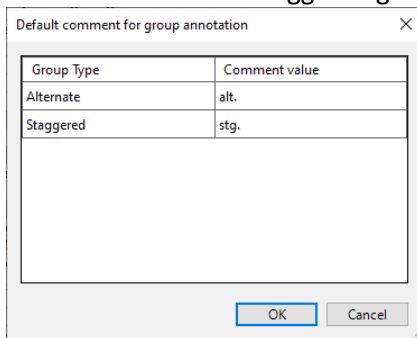 Default comment for group annotation
Group Type Comment value
Alternate alt.
Staggered stg.
OK Cancel